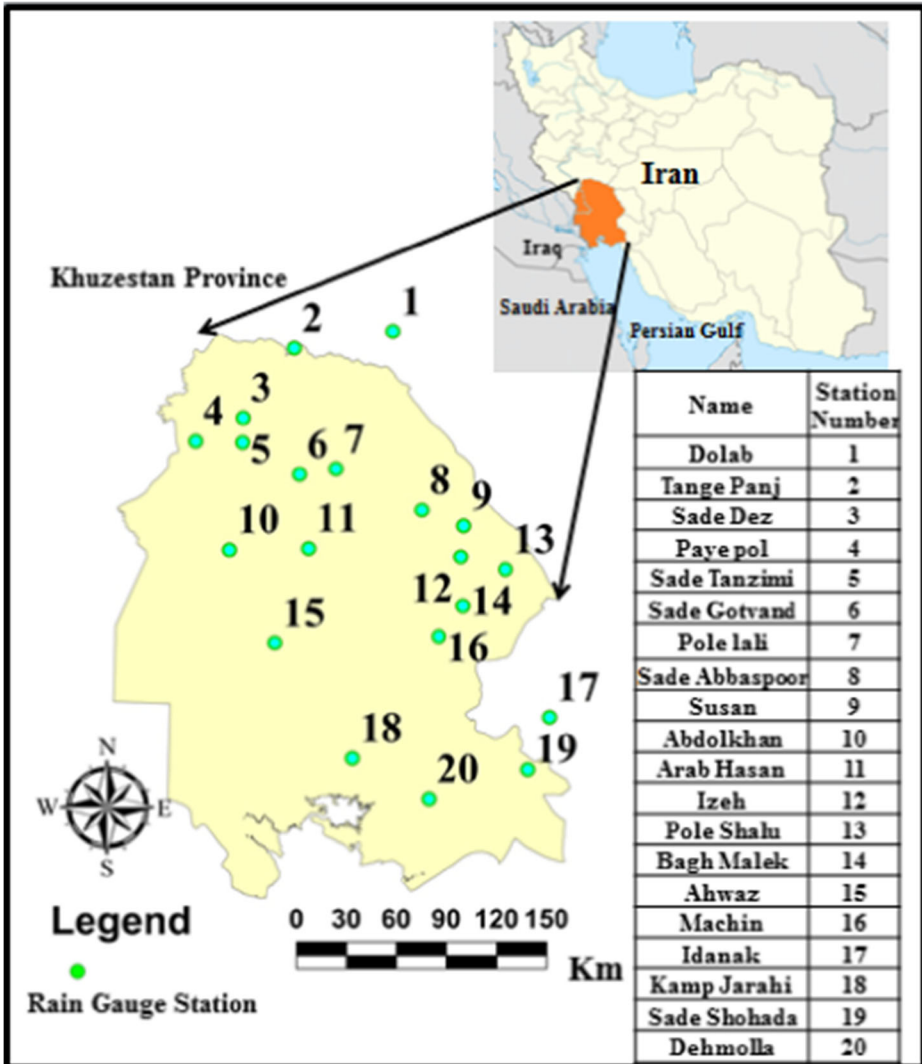 Iran
Iraq
Khuzestan Province
Saudi Arabia
Persian Gulf
1
2
3
4
5
6
7
8
9
10
11
13
12
14
15
16
17
18
19
20
N
W
E
S
Legend
Rain Gauge Station
0 30 60 90 120 150
Km
Name Station Number
Dolab 1
Tange Panj 2
Sade Dez 3
Paye pol 4
Sade Tanzimi 5
Sade Gotvand 6
Pole lali 7
Sade Abbaspoor 8
Susan 9
Abdolkhan 10
Arab Hasan 11
Izeh 12
Pole Shalu 13
Bagh Malek 14
Ahwaz 15
Machin 16
Idanak 17
Kamp Jarahi 18
Sade Shohada 19
Dehmolla 20